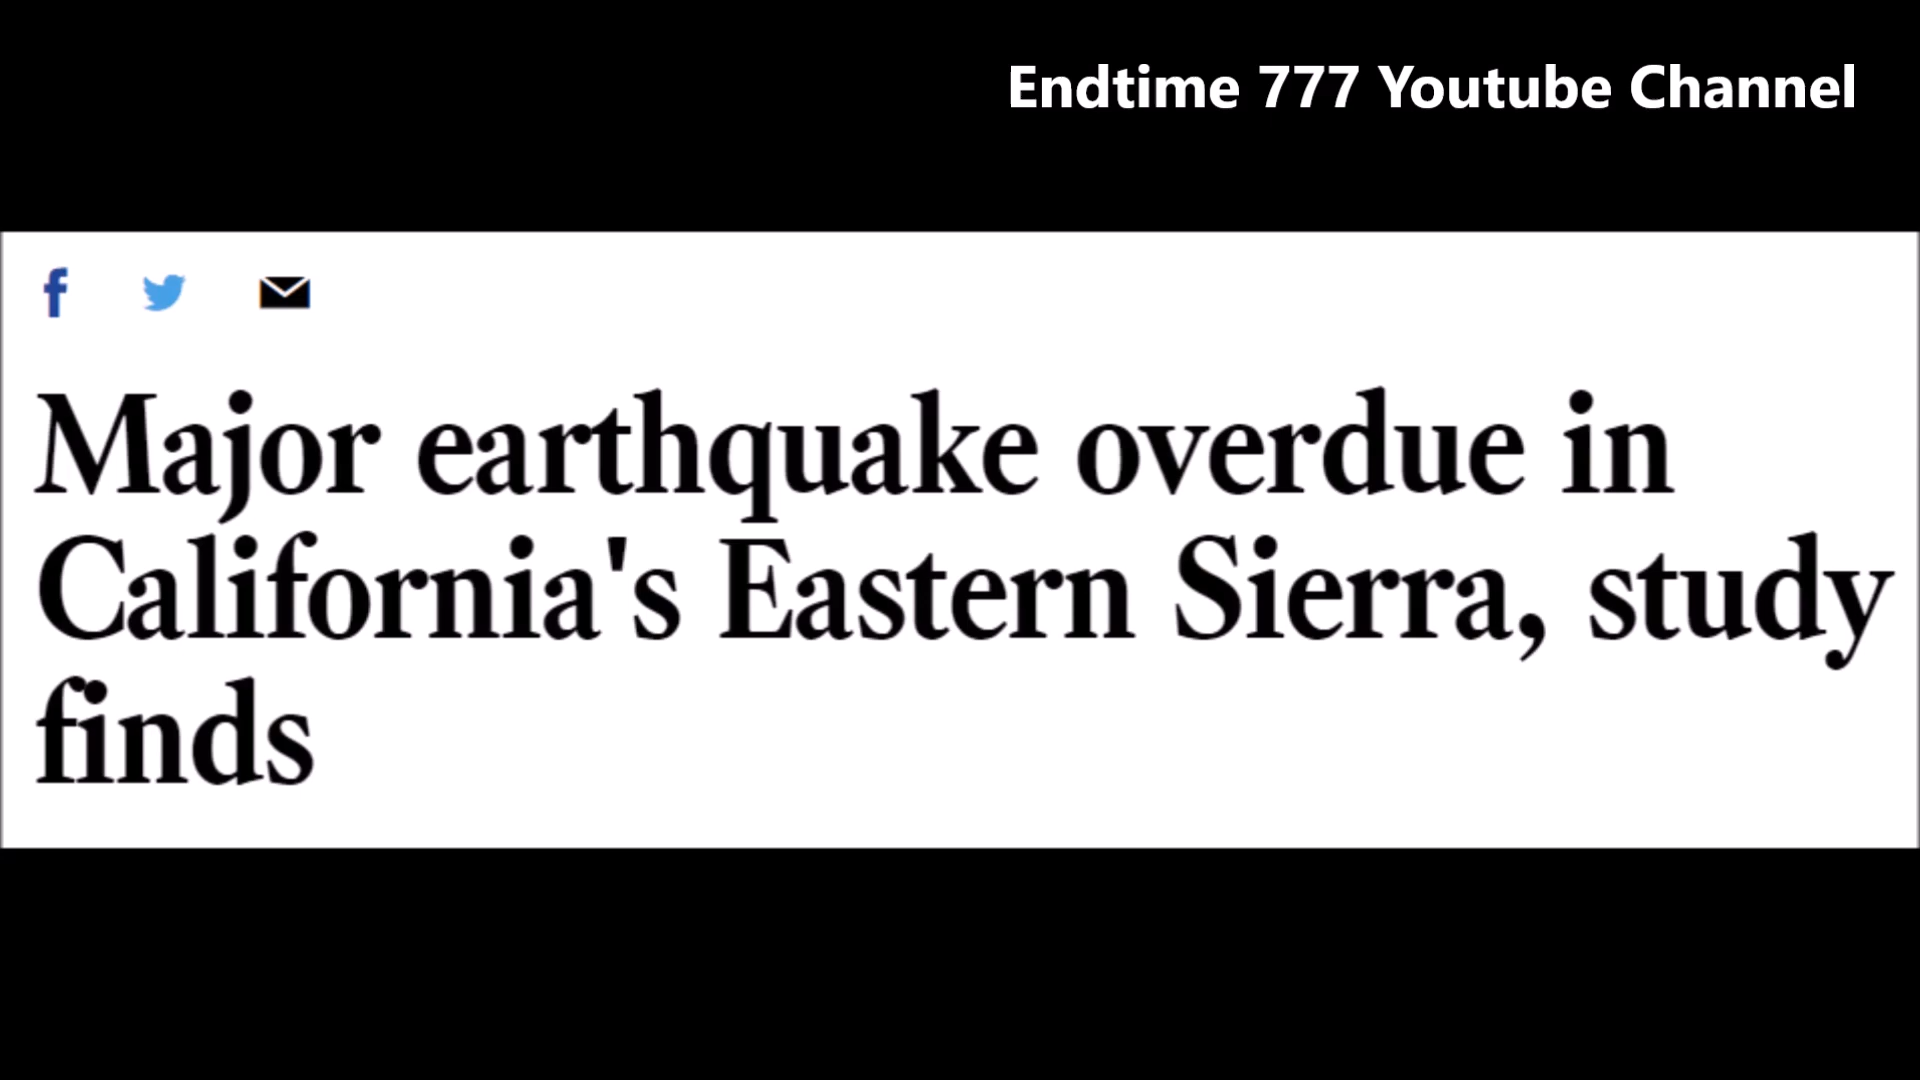 Endtime 777 Youtube Channel
Major earthquake overdue in
California's Eastern Sierra, study
finds